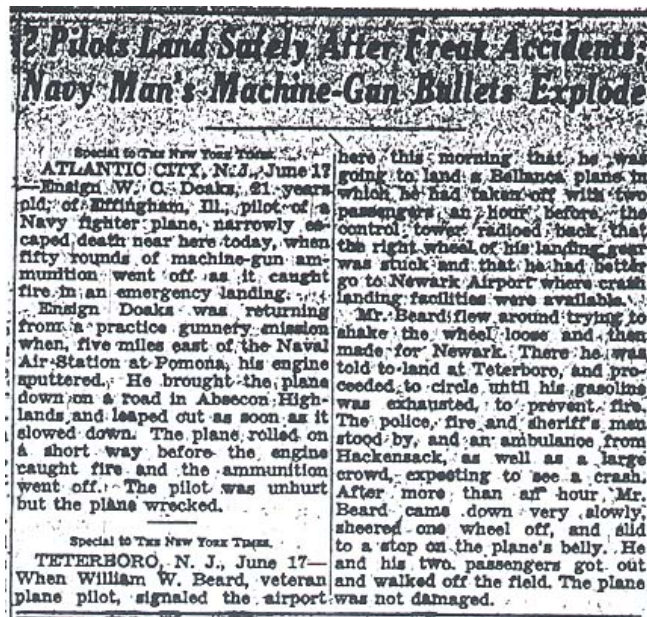 2 Pilots Land Safely After Freak Accidents;
Navy Man's Machine-Gun Bullets Explode
Special to THE NEW YORK TIMES.
ATLANTIC CITY, N. J., June 17
—Ensign W. C. Doaks, 21 years
old, of Effingham, Ill., pilot of a
Navy fighter plane, narrowly es-
caped death near here today, when
fifty rounds of machine-gun am-
munition went off as it caught
fire in an emergency landing.
Ensign Doaks was returning
from a practice gunnery mission
when, five miles east of the Naval
Air Station at Pomona, his engine
sputtered. He brought the plane
down on a road in Absecon High-
lands and leaped out as soon as it
slowed down. The plane rolled on
a short way before the engine
caught fire and the ammunition
went off. The pilot was unhurt
but the plane wrecked.
Special to THE NEW YORK TIMES.
TETERBORO, N. J., June 17—
When William W. Beard, veteran
plane pilot, signaled the airport
here this morning that he was
going to land a Bellanca plane in
which he had taken off with two
passengers an hour before, the
control tower radioed back that
the right wheel of his landing gear
was stuck and that he had better
go to Newark Airport where crash
landing facilities were available.
Mr. Beard flew around trying to
shake the wheel loose and then
made for Newark. There he was
told to land at Teterboro, and pro-
ceeded to circle until his gasoline
was exhausted, to prevent fire.
The police, fire and sheriff's men
stood by, and an ambulance from
Hackensack, as well as a large
crowd, expecting to see a crash.
After more than an hour Mr.
Beard came down very slowly,
sheered one wheel off, and slid
to a stop on the plane's belly. He
and his two passengers got out
and walked off the field. The plane
was not damaged.